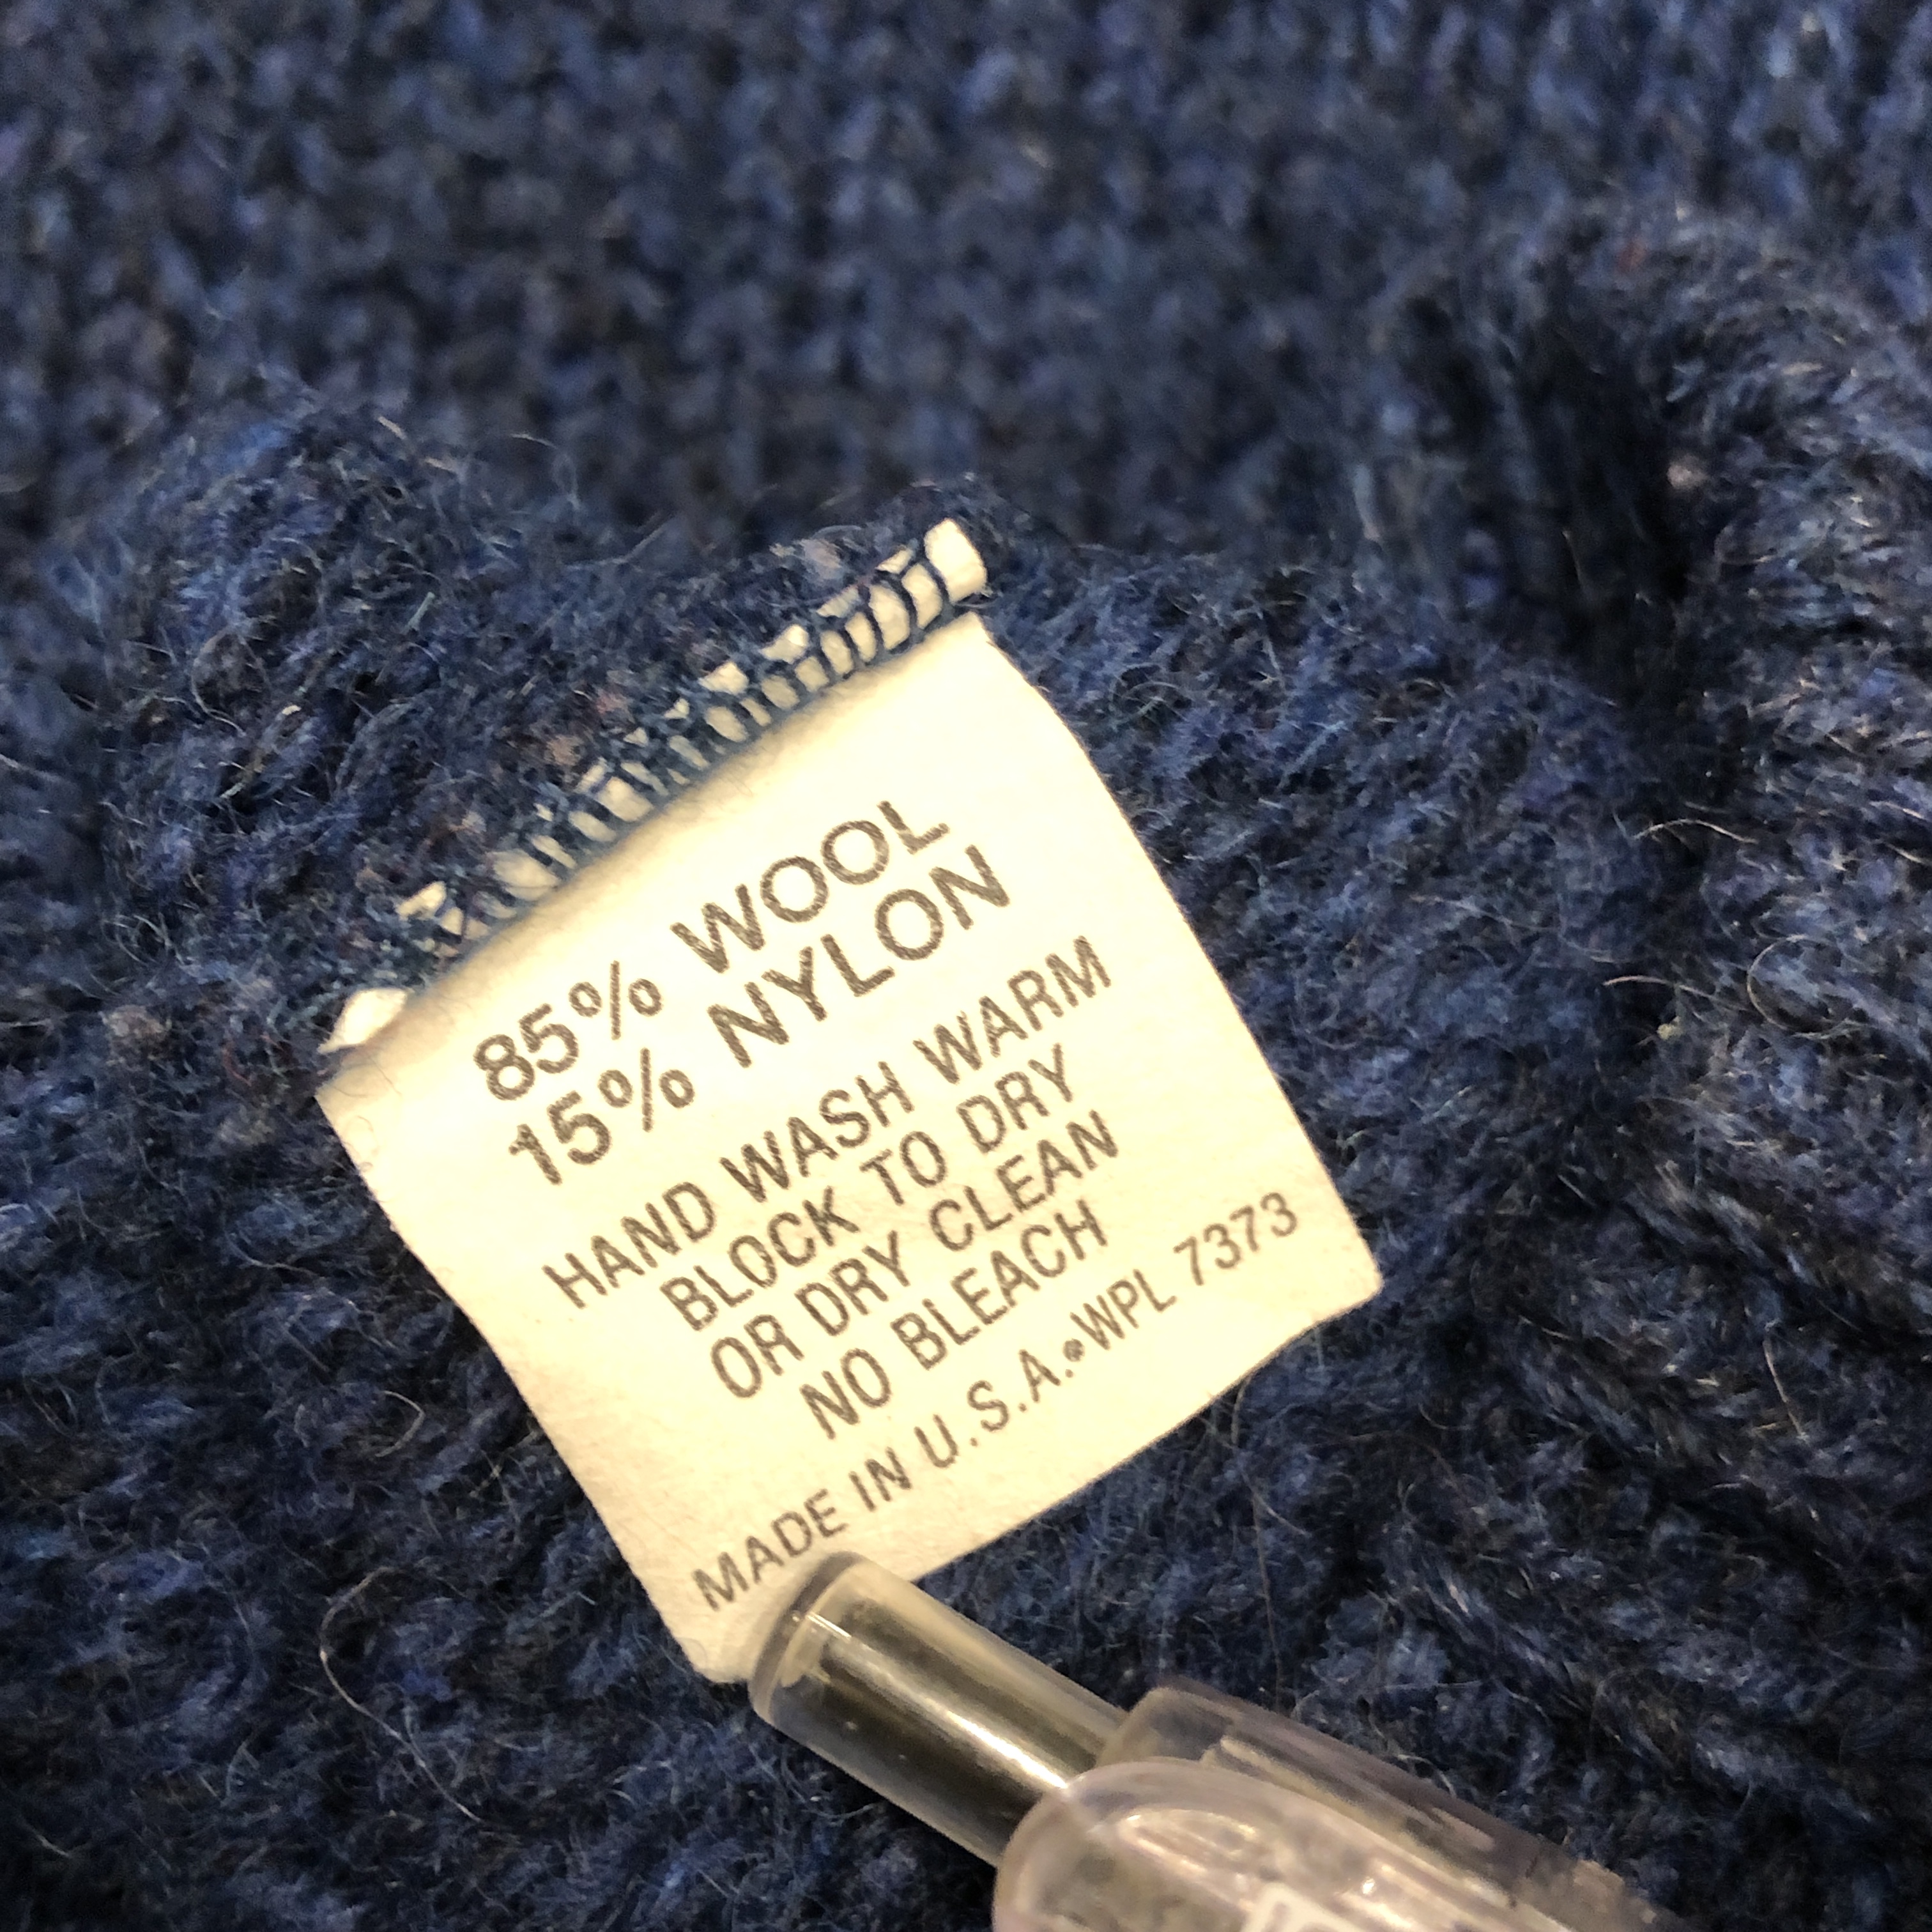 85% WOOL
15% NYLON
HAND WASH WARM
BLOCK TO DRY
OR DRY CLEAN
NO BLEACH
MADE IN U.S.A.•WPL 7373